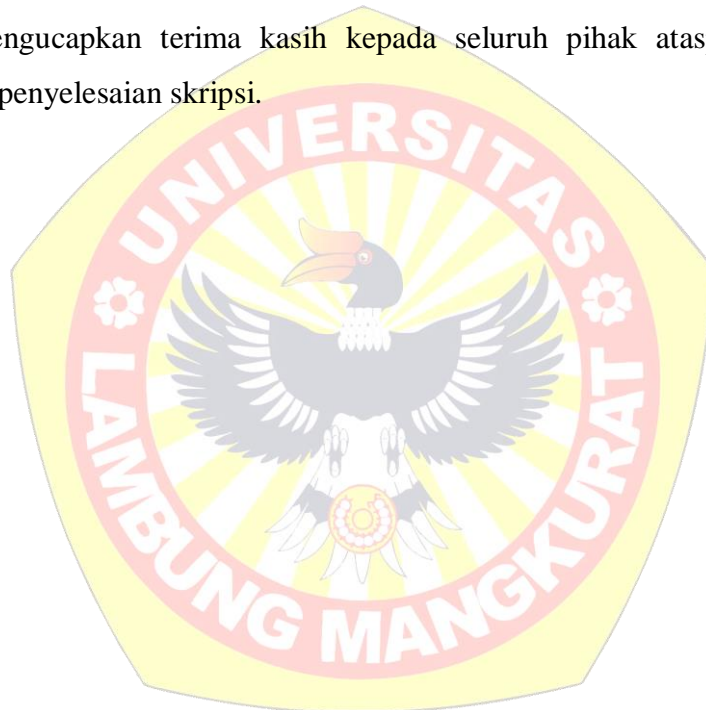 engucapkan terima kasih kepada seluruh pihak atas
penyelesaian skripsi.
UNIVERSITAS
LAMBUNG MANGKURAT